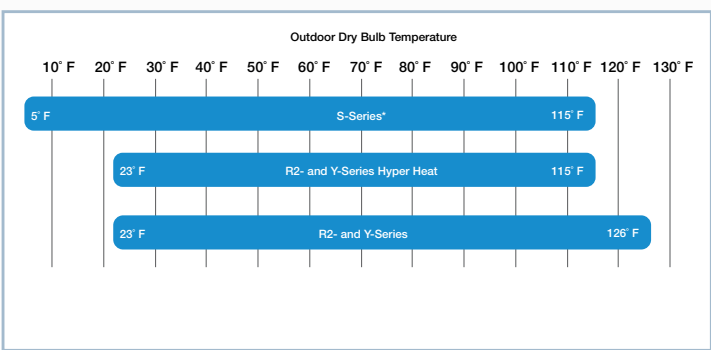 Outdoor Dry Bulb Temperature
10° F 20° F 30° F 40° F 50° F 60° F 70° F 80° F 90° F 100° F 110° F 120° F 130° F
5° F S-Series* 115° F
23° F R2- and Y-Series Hyper Heat 115° F
23° F R2- and Y-Series 126° F